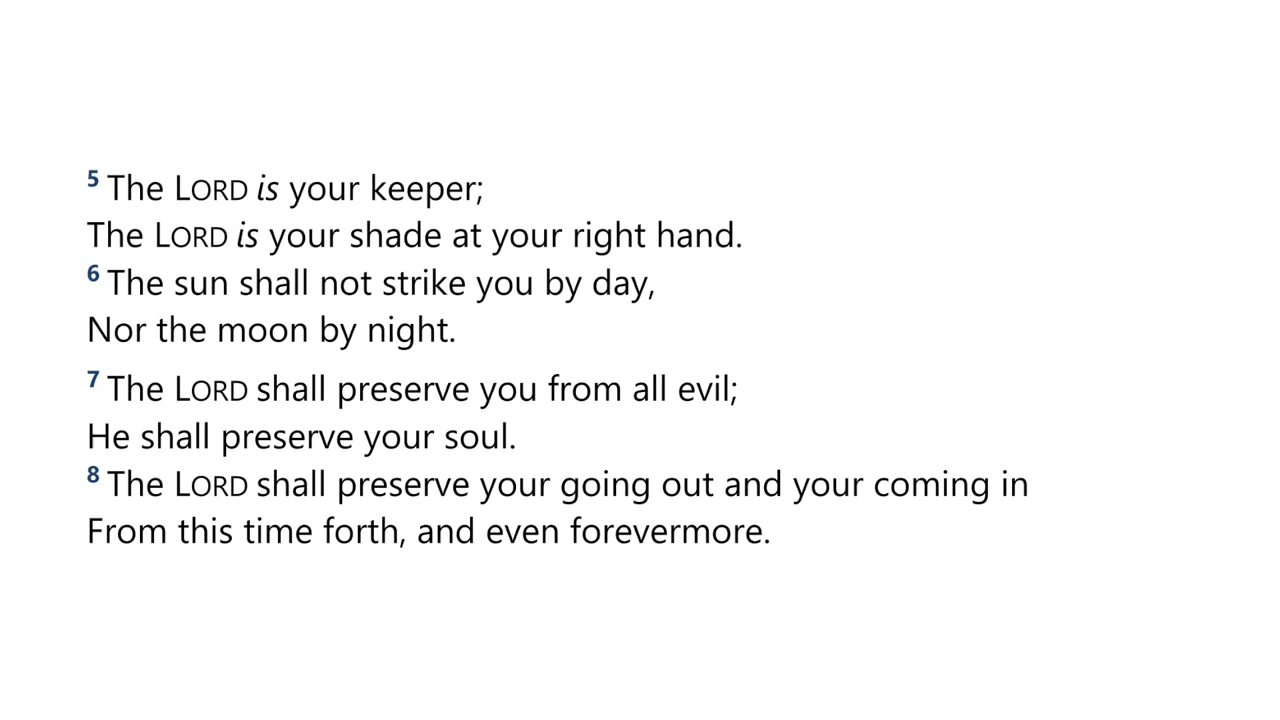 5 The LORD is your keeper;
The LORD is your shade at your right hand.
6 The sun shall not strike you by day,
Nor the moon by night.
7 The LORD shall preserve you from all evil;
He shall preserve your soul.
8 The LORD shall preserve your going out and your coming in
From this time forth, and even forevermore.